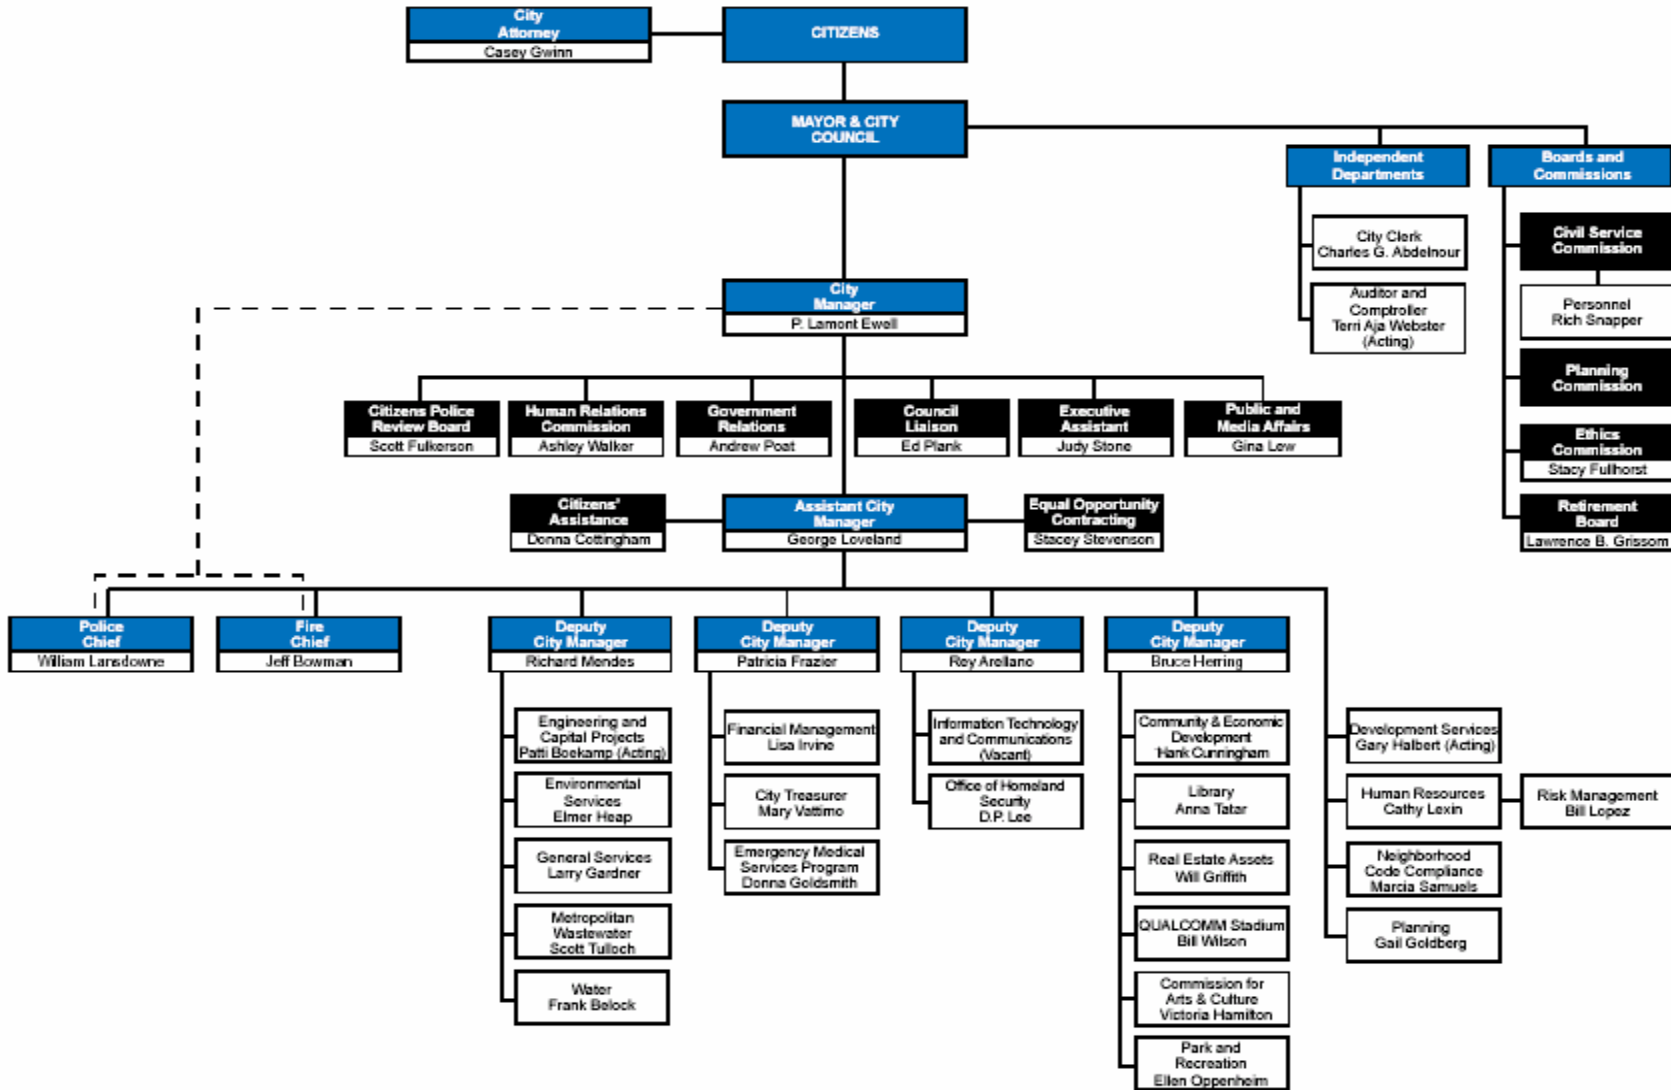 City
Attorney
Casey Gwinn
CITIZENS
MAYOR & CITY
COUNCIL
Independent
Departments
City Clerk
Charles G. Abdelnour
Auditor and
Comptroller
Terri Aja Webster
(Acting)
Boards and
Commissions
Civil Service
Commission
Personnel
Rich Snapper
Planning
Commission
Ethics
Commission
Stacy Fullhorst
Retirement
Board
Lawrence B. Grissom
City
Manager
P. Lamont Ewell
Citizens Police
Review Board
Scott Fulkerson
Human Relations
Commission
Ashley Walker
Government
Relations
Andrew Poat
Council
Liaison
Ed Plank
Executive
Assistant
Judy Stone
Public and
Media Affairs
Gina Lew
Citizens'
Assistance
Donna Cottingham
Assistant City
Manager
George Loveland
Equal Opportunity
Contracting
Stacey Stevenson
Police
Chief
William Lansdowne
Fire
Chief
Jeff Bowman
Deputy
City Manager
Richard Mendes
Engineering and
Capital Projects
Patti Boekamp (Acting)
Environmental
Services
Elmer Heap
General Services
Larry Gardner
Metropolitan
Wastewater
Scott Tulloch
Water
Frank Belock
Deputy
City Manager
Patricia Frazier
Financial Management
Lisa Irvine
City Treasurer
Mary Vattimo
Emergency Medical
Services Program
Donna Goldsmith
Deputy
City Manager
Rey Arellano
Information Technology
and Communications
(Vacant)
Office of Homeland
Security
D.P. Lee
Deputy
City Manager
Bruce Herring
Community & Economic
Development
Hank Cunningham
Library
Anna Tatar
Real Estate Assets
Will Griffith
QUALCOMM Stadium
Bill Wilson
Commission for
Arts & Culture
Victoria Hamilton
Park and
Recreation
Ellen Oppenheim
Development Services
Gary Halbert (Acting)
Human Resources
Cathy Lexin
Risk Management
Bill Lopez
Neighborhood
Code Compliance
Marcia Samuels
Planning
Gail Goldberg